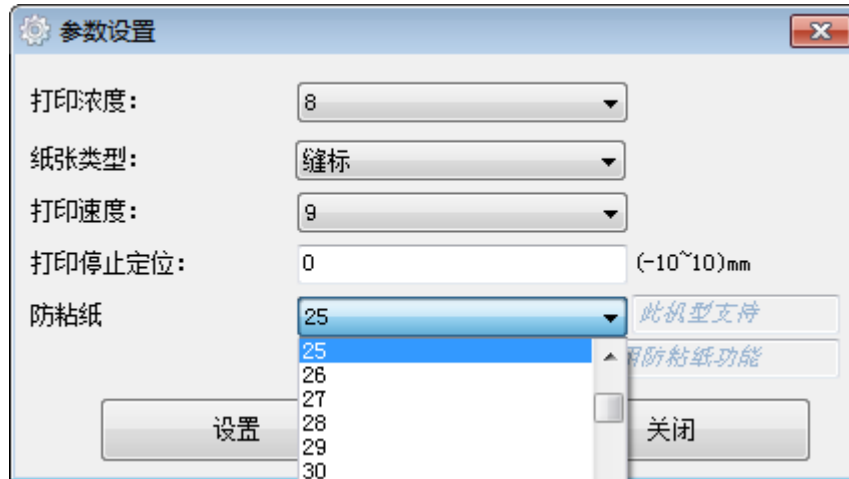 参数设置
打印浓度: 8
纸张类型: 缝标
打印速度: 9
打印停止定位: 0 (-10~10)mm
防粘纸 25 此机型支持
25
用防粘纸功能
26
27
28
29
30
设置 关闭